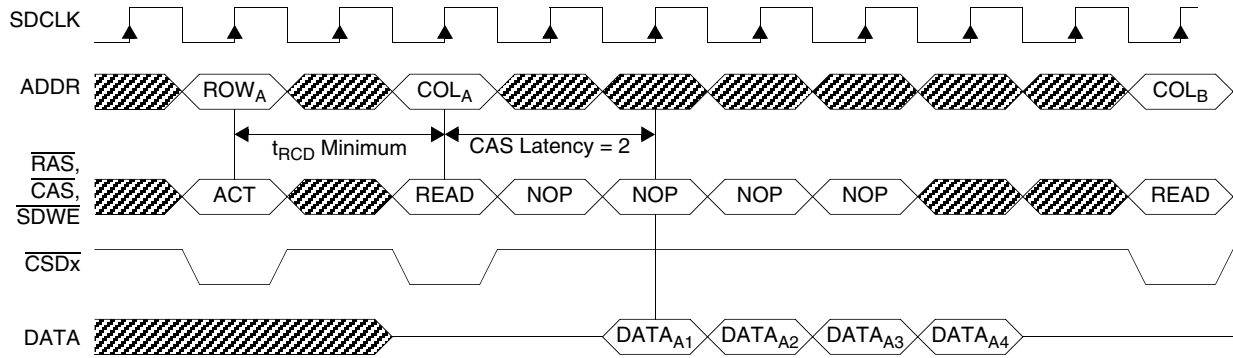 SDCLK
ADDR
ROWA COLA COLB
tRCD Minimum CAS Latency = 2
RAS,
CAS,
SDWE
ACT READ NOP NOP NOP NOP READ
CSDx
DATA
DATAA1 DATAA2 DATAA3 DATAA4